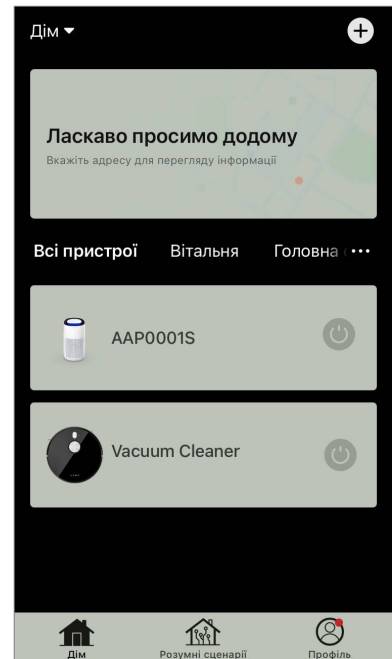 Дім
Ласкаво просимо додому
Вкажіть адресу для перегляду інформації
Всі пристрої Вітальня Головна
AAP0001S
Vacuum Cleaner
Дім Розумні сценарії Профіль